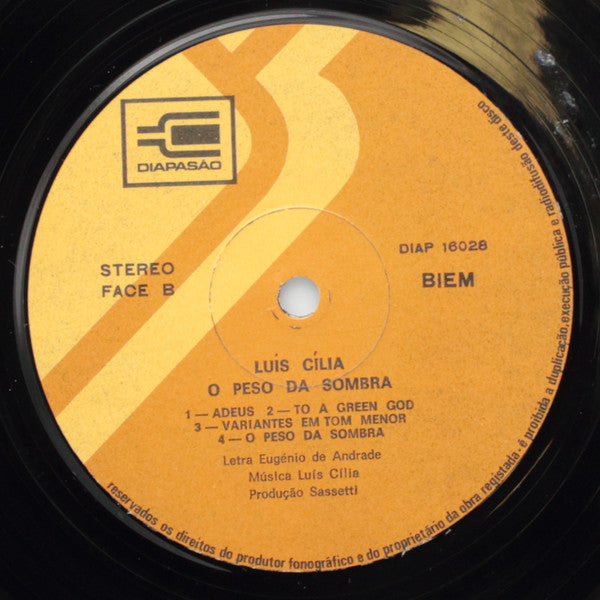 DIAPASÃO
STEREO
FACE B
DIAP 16028
BIEM
LUÍS CÍLIA
O PESO DA SOMBRA
1 — ADEUS 2 — TO A GREEN GOD
3 — VARIANTES EM TOM MENOR
4 — O PESO DA SOMBRA
Letra Eugénio de Andrade
Música Luís Cília
Produção Sassetti
reservados os direitos do produtor fonográfico e do proprietário da obra registada - é proibida a duplicação, execução pública e radiodifusão deste disco